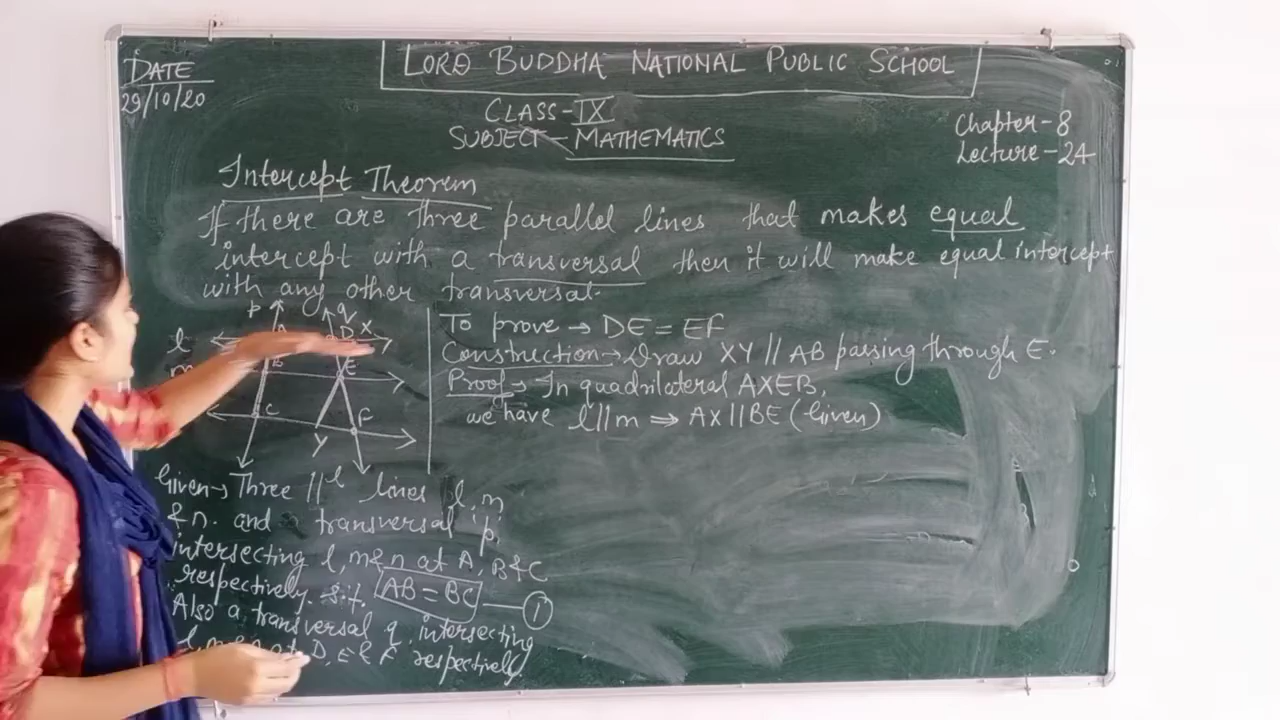 DATE
29/10/20
LORD BUDDHA NATIONAL PUBLIC SCHOOL
CLASS-IX
SUBJECT-MATHEMATICS
Chapter-8
Lecture-24
Intercept Theorem
If there are three parallel lines that makes equal
intercept with a transversal then it will make equal intercept
with any other transversal.
p q
D X
l
m
B E
C F
Y
To prove → DE = EF
Construction → Draw XY // AB passing through E.
Proof → In quadrilateral AXEB,
we have l//m ⇒ AX//BE (Given)
Given → Three //el lines l, m
& n. and a transversal 'p'
intersecting l, m & n at A, B & C
respectively. s.t. AB = BC — ①
Also a transversal q intersecting
l, m & n at D, E & F respectively.